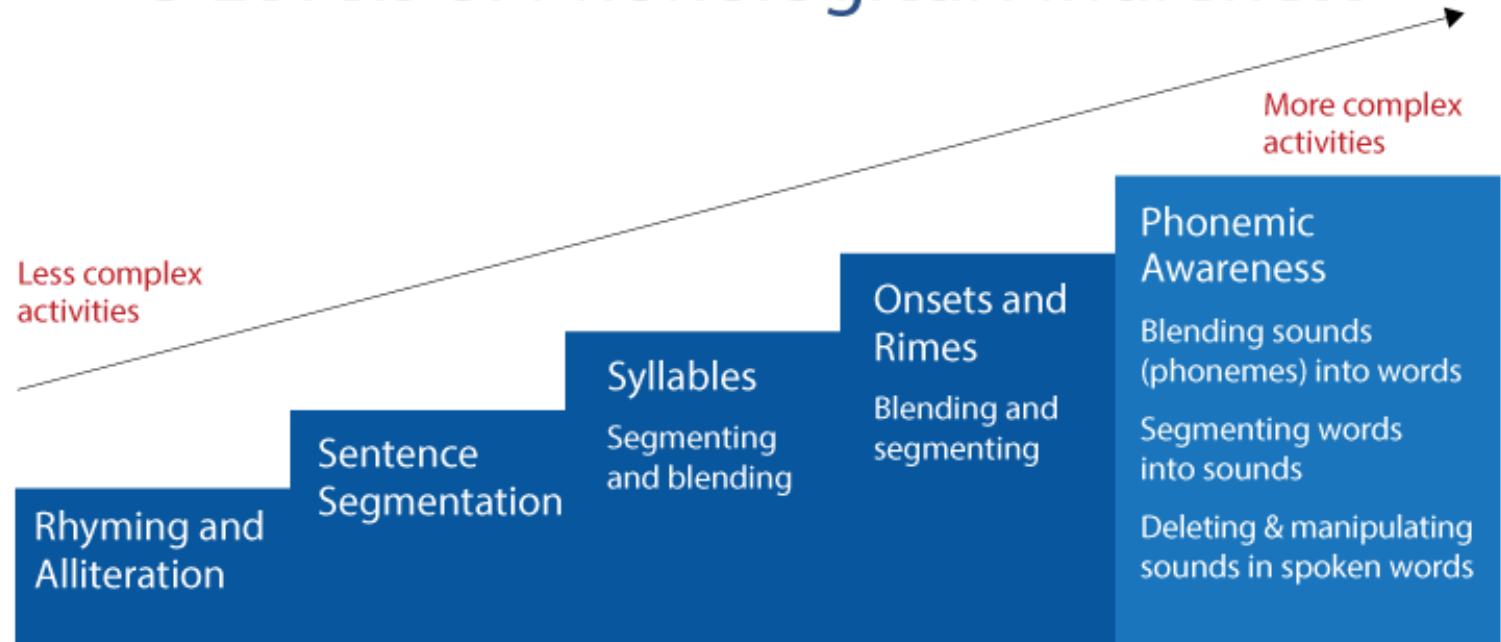 More complex
activities
Less complex
activities
Rhyming and
Alliteration
Sentence
Segmentation
Syllables
Segmenting
and blending
Onsets and
Rimes
Blending and
segmenting
Phonemic
Awareness
Blending sounds
(phonemes) into words
Segmenting words
into sounds
Deleting & manipulating
sounds in spoken words